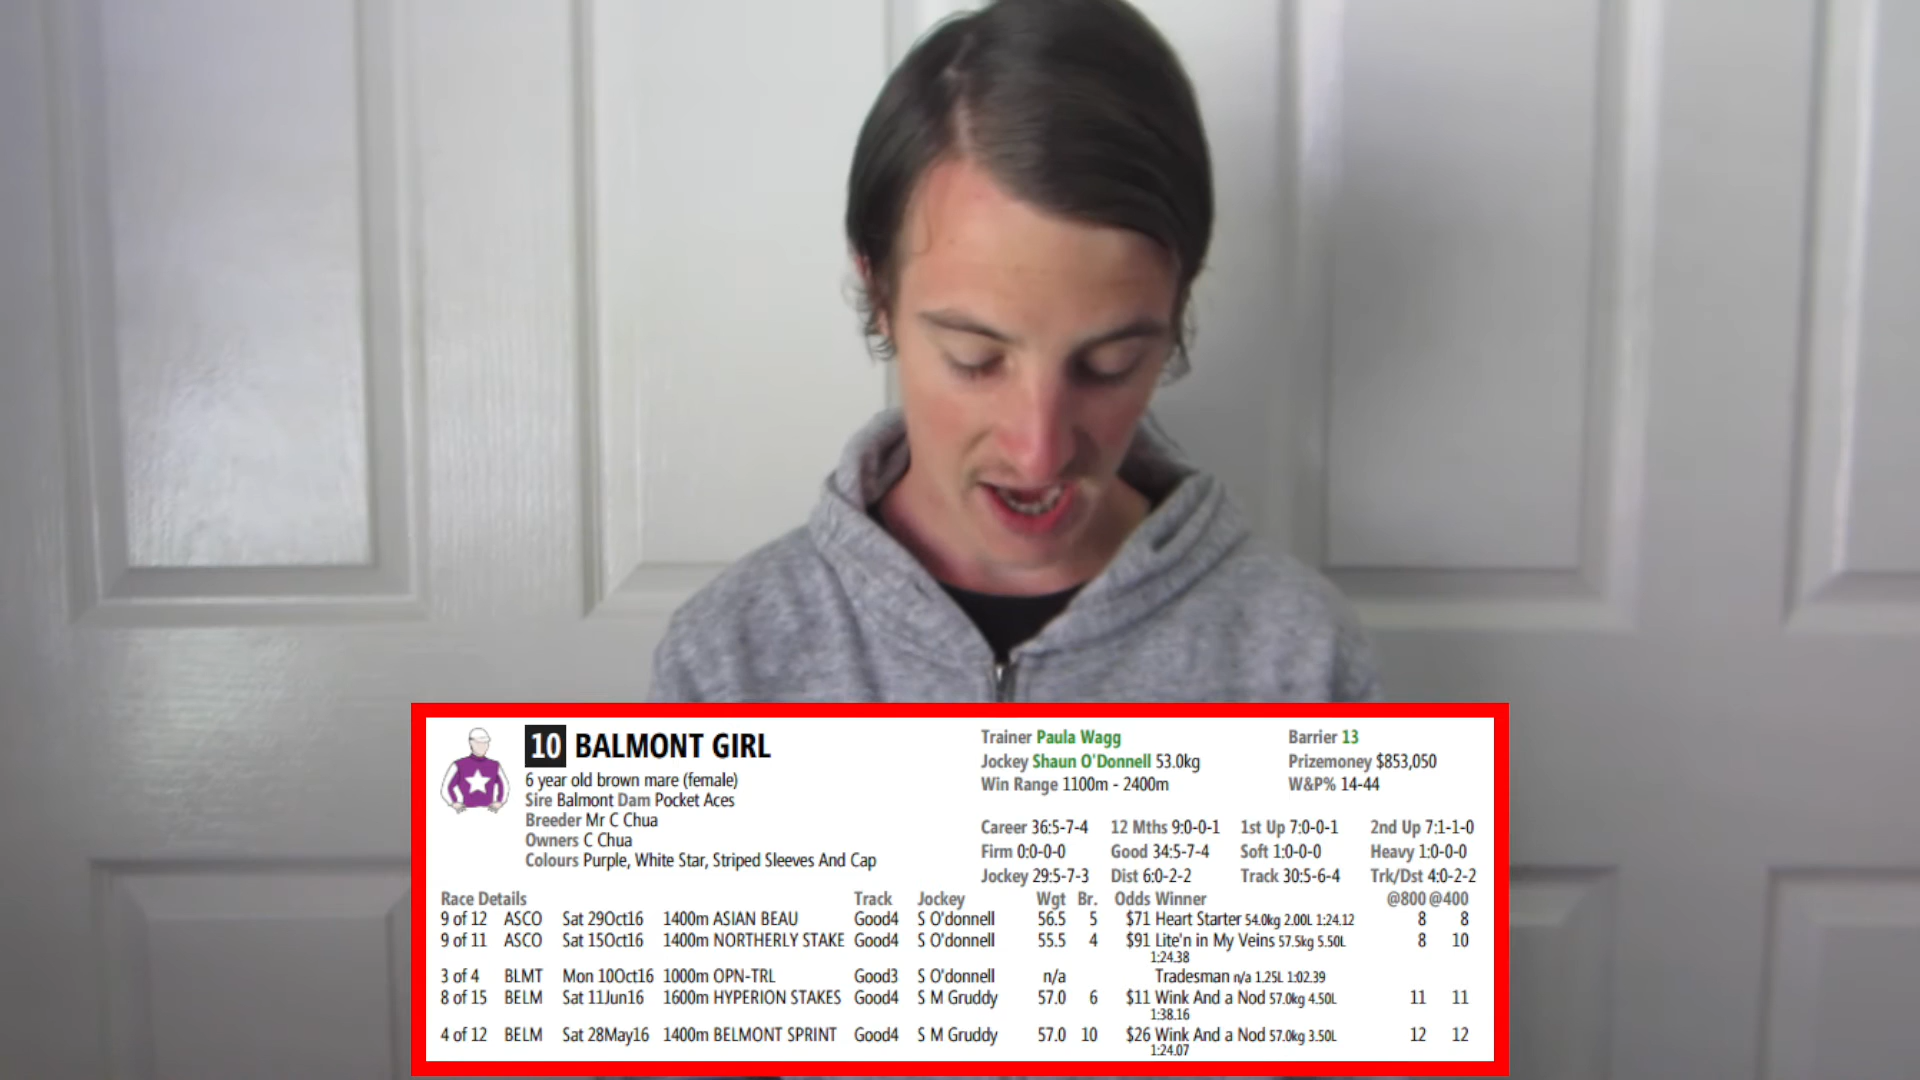 10 BALMONT GIRL
6 year old brown mare (female)
Sire Balmont Dam Pocket Aces
Breeder Mr C Chua
Owners C Chua
Colours Purple, White Star, Striped Sleeves And Cap
Trainer Paula Wagg Barrier 13
Jockey Shaun O'Donnell 53.0kg Prizemoney $853,050
Win Range 1100m - 2400m W&P% 14-44
Career 36:5-7-4 12 Mths 9:0-0-1 1st Up 7:0-0-1 2nd Up 7:1-1-0
Firm 0:0-0-0 Good 34:5-7-4 Soft 1:0-0-0 Heavy 1:0-0-0
Jockey 29:5-7-3 Dist 6:0-2-2 Track 30:5-6-4 Trk/Dst 4:0-2-2
Race Details Track Jockey Wgt Br. Odds Winner @800 @400
9 of 12 ASCO Sat 29Oct16 1400m ASIAN BEAU Good4 S O'donnell 56.5 5 $71 Heart Starter 54.0kg 2.00L 1:24.12 8 8
9 of 11 ASCO Sat 15Oct16 1400m NORTHERLY STAKE Good4 S O'donnell 55.5 4 $91 Lite'n in My Veins 57.5kg 5.50L 8 10
1:24.38
3 of 4 BLMT Mon 10Oct16 1000m OPN-TRL Good3 S O'donnell n/a Tradesman n/a 1.25L 1:02.39
8 of 15 BELM Sat 11Jun16 1600m HYPERION STAKES Good4 S M Gruddy 57.0 6 $11 Wink And a Nod 57.0kg 4.50L 11 11
1:38.16
4 of 12 BELM Sat 28May16 1400m BELMONT SPRINT Good4 S M Gruddy 57.0 10 $26 Wink And a Nod 57.0kg 3.50L 12 12
1:24.07